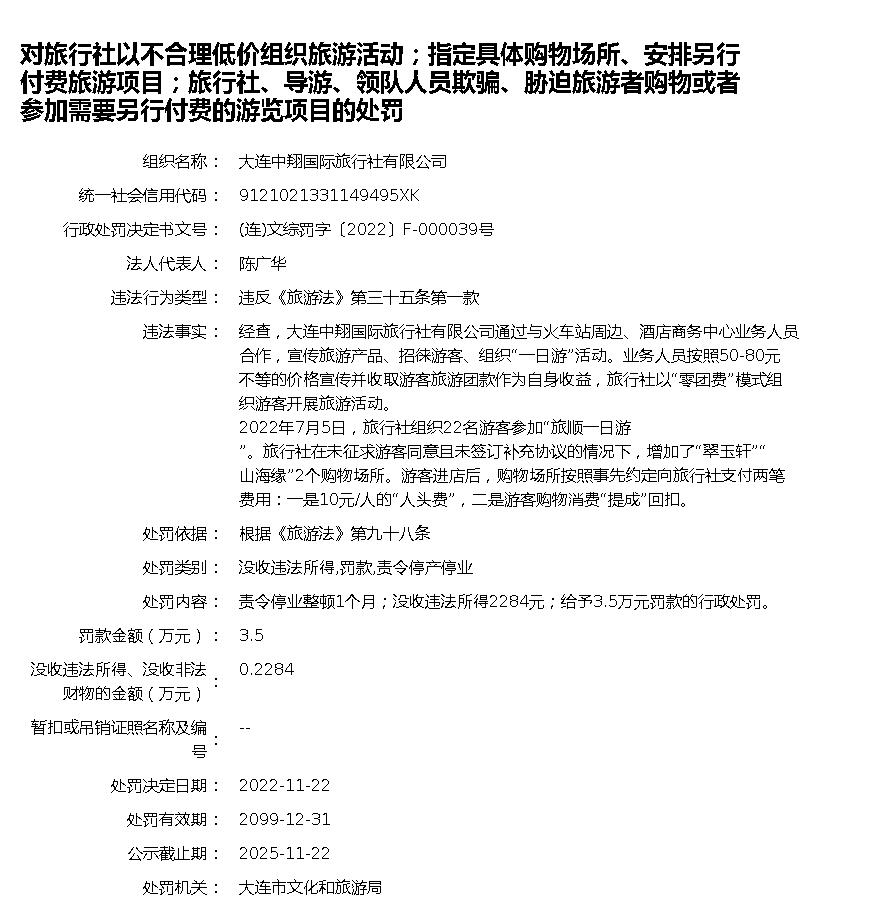 对旅行社以不合理低价组织旅游活动；指定具体购物场所、安排另行
付费旅游项目；旅行社、导游、领队人员欺骗、胁迫旅游者购物或者
参加需要另行付费的游览项目的处罚
组织名称： 大连中翔国际旅行社有限公司
统一社会信用代码： 9121021331149495XK
行政处罚决定书文号： (连)文综罚字〔2022〕F-000039号
法人代表人： 陈广华
违法行为类型： 违反《旅游法》第三十五条第一款
违法事实： 经查，大连中翔国际旅行社有限公司通过与火车站周边、酒店商务中心业务人员
合作，宣传旅游产品、招徕游客、组织“一日游”活动。业务人员按照50-80元
不等的价格宣传并收取游客旅游团款作为自身收益，旅行社以“零团费”模式组
织游客开展旅游活动。
2022年7月5日，旅行社组织22名游客参加“旅顺一日游
”。旅行社在未征求游客同意且未签订补充协议的情况下，增加了“翠玉轩”“
山海缘”2个购物场所。游客进店后，购物场所按照事先约定向旅行社支付两笔
费用：一是10元/人的“人头费”，二是游客购物消费“提成”回扣。
处罚依据： 根据《旅游法》第九十八条
处罚类别： 没收违法所得,罚款,责令停产停业
处罚内容： 责令停业整顿1个月；没收违法所得2284元；给予3.5万元罚款的行政处罚。
罚款金额（万元）： 3.5
没收违法所得、没收非法
财物的金额（万元）： 0.2284
暂扣或吊销证照名称及编
号： --
处罚决定日期： 2022-11-22
处罚有效期： 2099-12-31
公示截止期： 2025-11-22
处罚机关： 大连市文化和旅游局